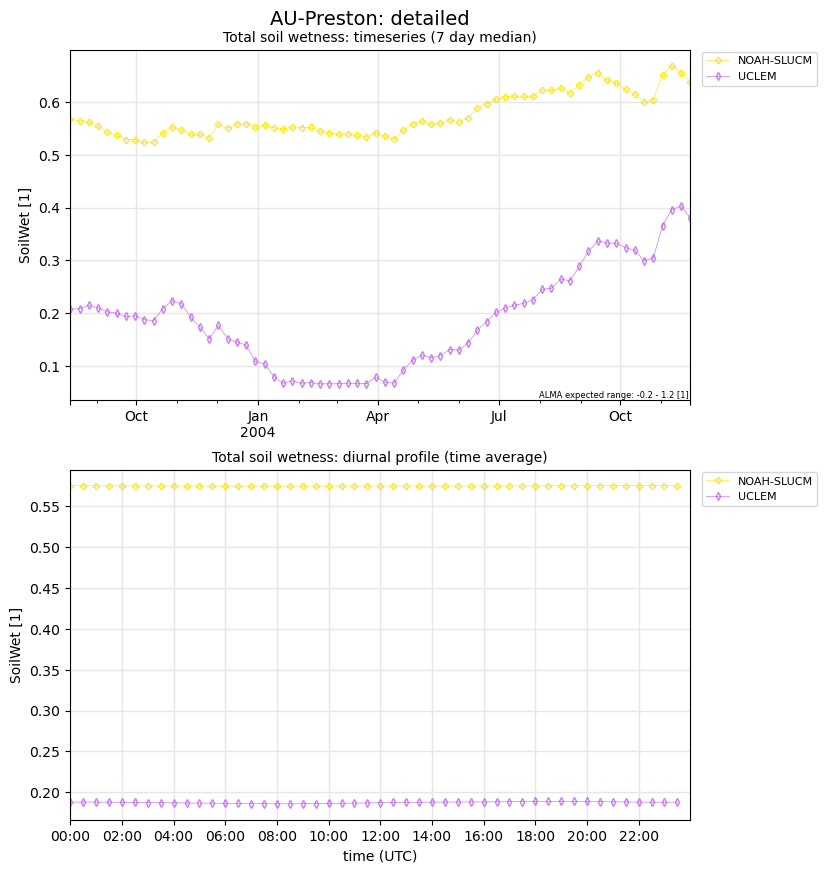 AU-Preston: detailed
Total soil wetness: timeseries (7 day median)
NOAH-SLUCM
UCLEM
SoilWet [1]
0.6
0.5
0.4
0.3
0.2
0.1
ALMA expected range: -0.2 - 1.2 [1]
Oct Jan Apr Jul Oct
2004
Total soil wetness: diurnal profile (time average)
NOAH-SLUCM
UCLEM
SoilWet [1]
0.55
0.50
0.45
0.40
0.35
0.30
0.25
0.20
00:00 02:00 04:00 06:00 08:00 10:00 12:00 14:00 16:00 18:00 20:00 22:00
time (UTC)